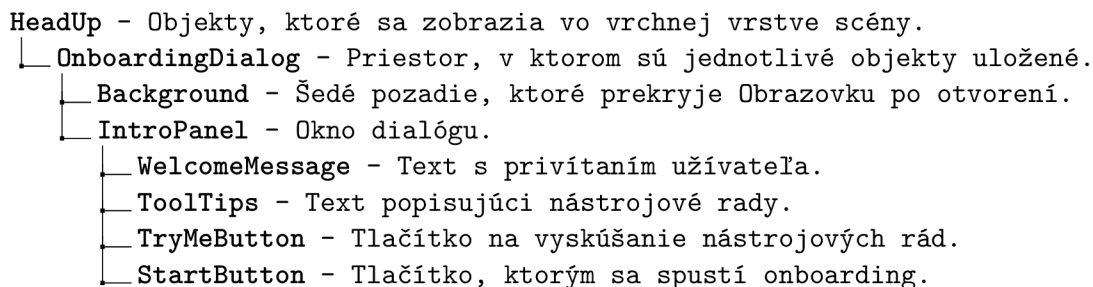 HeadUp - Objekty, ktoré sa zobrazia vo vrchnej vrstve scény.
OnboardingDialog - Priestor, v ktorom sú jednotlivé objekty uložené.
Background - Šedé pozadie, ktoré prekryje Obrazovku po otvorení.
IntroPanel - Okno dialógu.
WelcomeMessage - Text s privítaním užívateľa.
ToolTips - Text popisujúci nástrojové rady.
TryMeButton - Tlačítko na vyskúšanie nástrojových rád.
StartButton - Tlačítko, ktorým sa spustí onboarding.